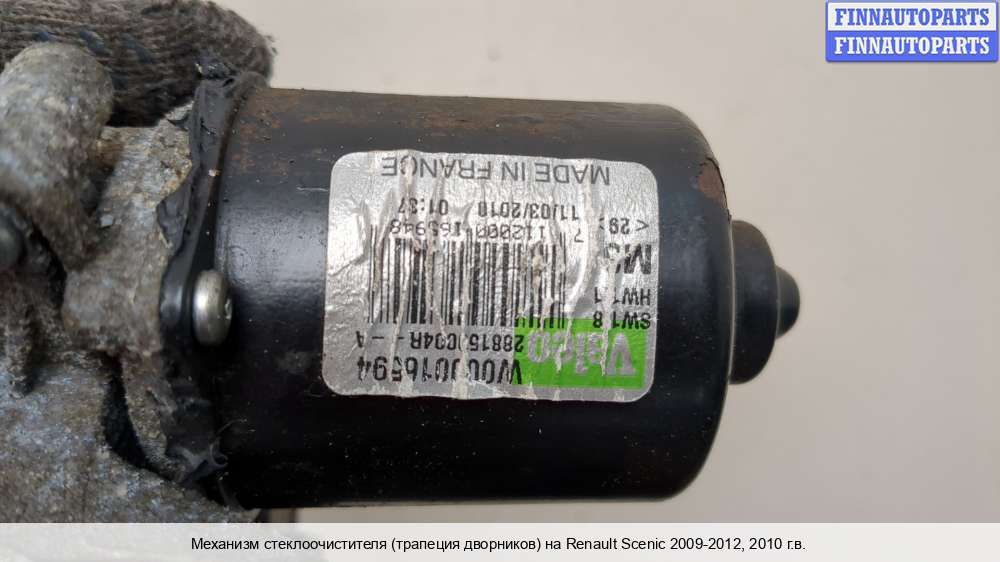 FINNAUTOPARTS
FINNAUTOPARTS
Valeo
W000016594
SW1.8
HW1.1
<29>
11/03/2010 01:37
MADE IN FRANCE
Механизм стеклоочистителя (трапеция дворников) на Renault Scenic 2009-2012, 2010 г.в.